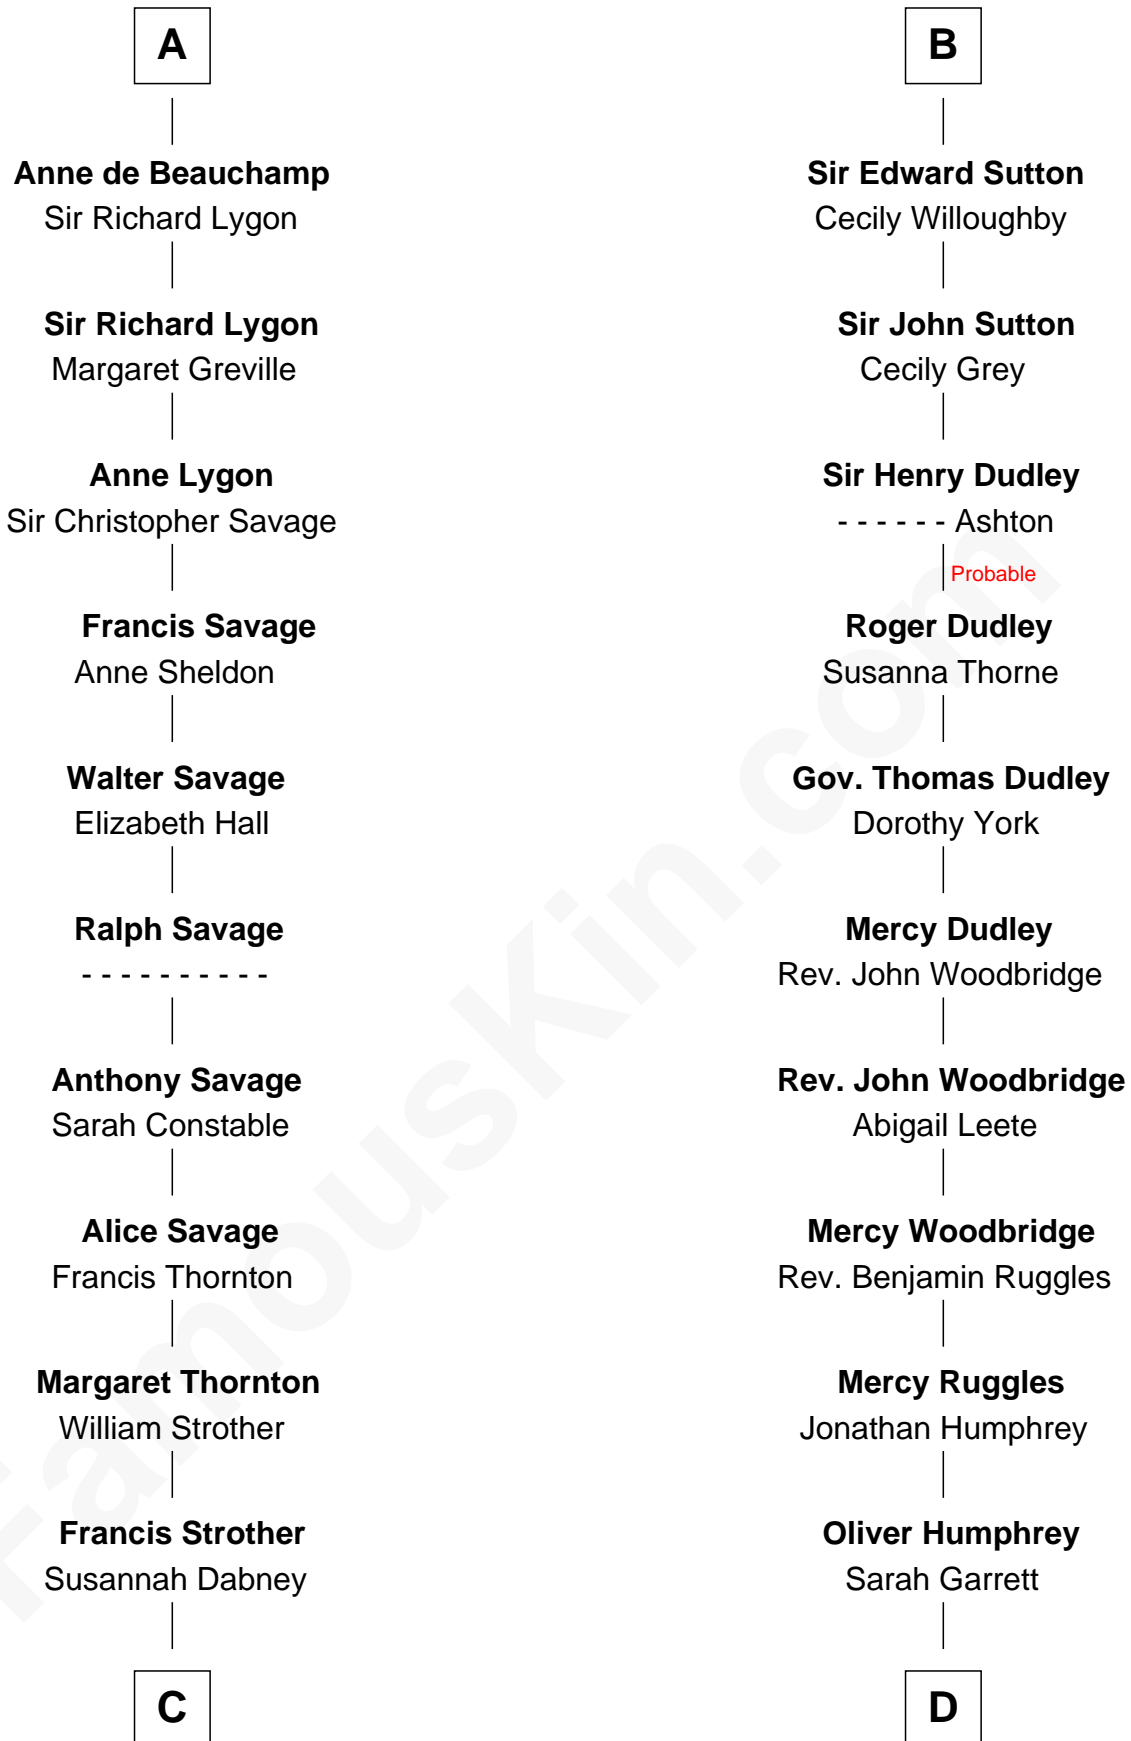 A
Anne de Beauchamp
Sir Richard Lygon
Sir Richard Lygon
Margaret Greville
Anne Lygon
Sir Christopher Savage
Francis Savage
Anne Sheldon
Walter Savage
Elizabeth Hall
Ralph Savage
- - - - - - - - - -
Anthony Savage
Sarah Constable
Alice Savage
Francis Thornton
Margaret Thornton
William Strother
Francis Strother
Susannah Dabney
C
B
Sir Edward Sutton
Cecily Willoughby
Sir John Sutton
Cecily Grey
Sir Henry Dudley
- - - - - - Ashton
Probable
Roger Dudley
Susanna Thorne
Gov. Thomas Dudley
Dorothy York
Mercy Dudley
Rev. John Woodbridge
Rev. John Woodbridge
Abigail Leete
Mercy Woodbridge
Rev. Benjamin Ruggles
Mercy Ruggles
Jonathan Humphrey
Oliver Humphrey
Sarah Garrett
D
FamousKin.com